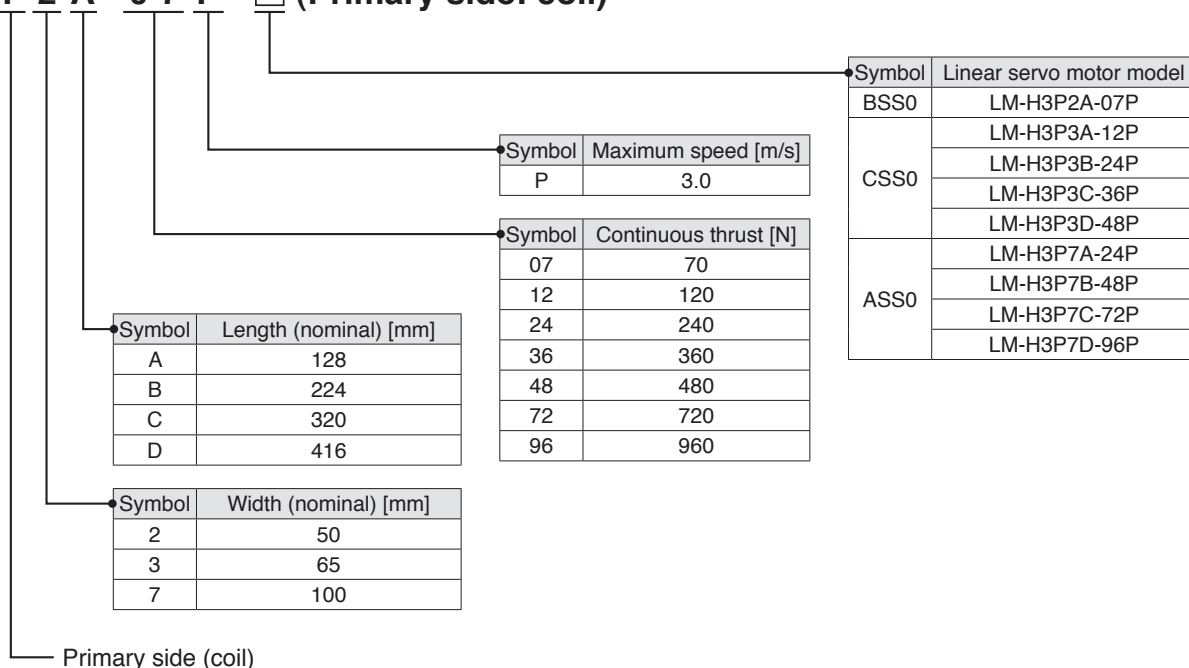 (Primary side: coil)
Symbol Linear servo motor model
BSS0 LM-H3P2A-07P
CSS0 LM-H3P3A-12P
LM-H3P3B-24P
LM-H3P3C-36P
LM-H3P3D-48P
ASS0 LM-H3P7A-24P
LM-H3P7B-48P
LM-H3P7C-72P
LM-H3P7D-96P
Symbol Maximum speed [m/s]
P 3.0
Symbol Continuous thrust [N]
07 70
12 120
24 240
36 360
48 480
72 720
96 960
Symbol Length (nominal) [mm]
A 128
B 224
C 320
D 416
Symbol Width (nominal) [mm]
2 50
3 65
7 100
Primary side (coil)